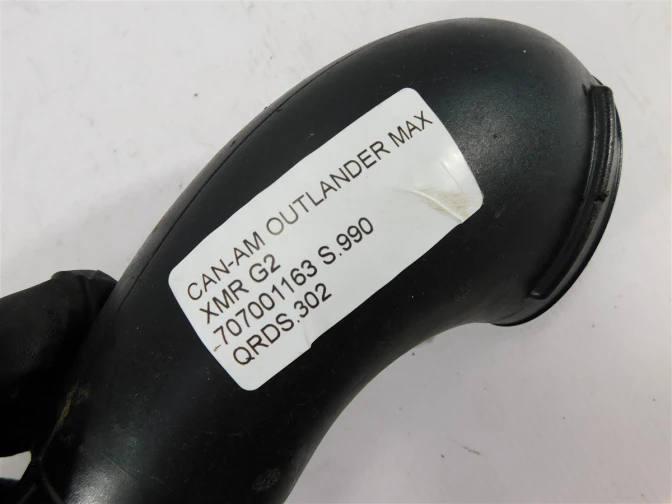 CAN-AM OUTLANDER MAX
XMR G2
-707001163 S.990
QRDS.302